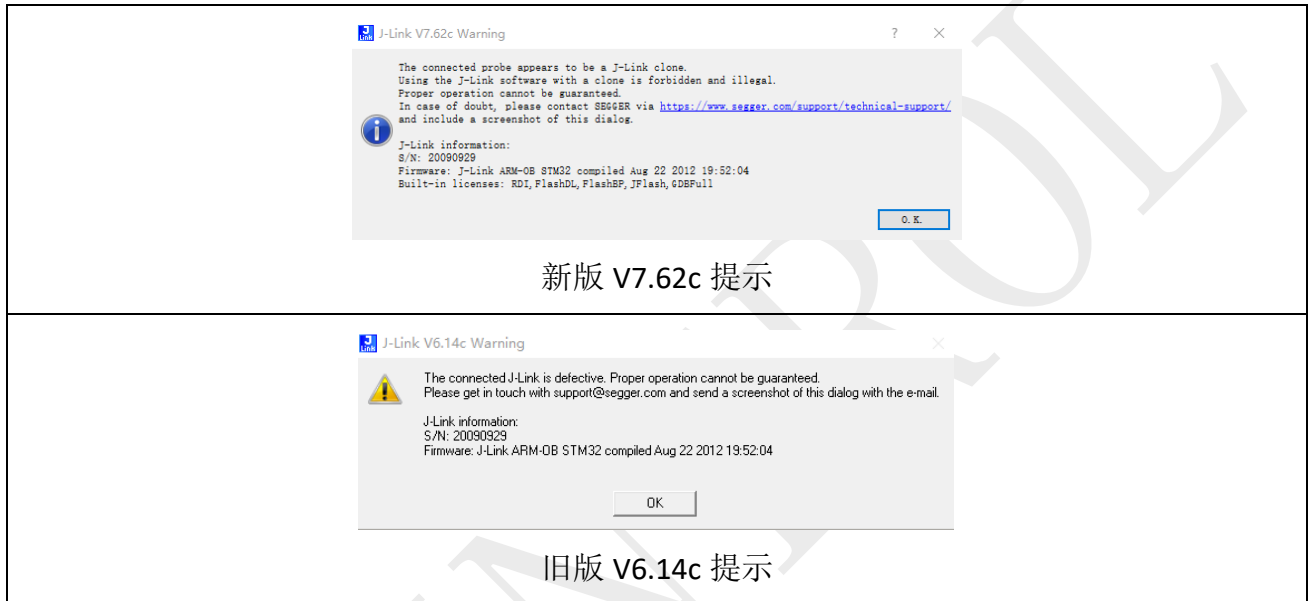 J-Link V7.62c Warning
The connected probe appears to be a J-Link clone.
Using the J-Link software with a clone is forbidden and illegal.
Proper operation cannot be guaranteed.
In case of doubt, please contact SEGGER via https://www.segger.com/support/technical-support/
and include a screenshot of this dialog.
J-Link information:
S/N: 20090929
Firmware: J-Link ARM-OB STM32 compiled Aug 22 2012 19:52:04
Built-in licenses: RDI, FlashDL, FlashBP, JFlash, GDBFull
O.K.
新版 V7.62c 提示
J-Link V6.14c Warning
The connected J-Link is defective. Proper operation cannot be guaranteed.
Please get in touch with support@segger.com and send a screenshot of this dialog with the e-mail.
J-Link information:
S/N: 20090929
Firmware: J-Link ARM-OB STM32 compiled Aug 22 2012 19:52:04
OK
旧版 V6.14c 提示